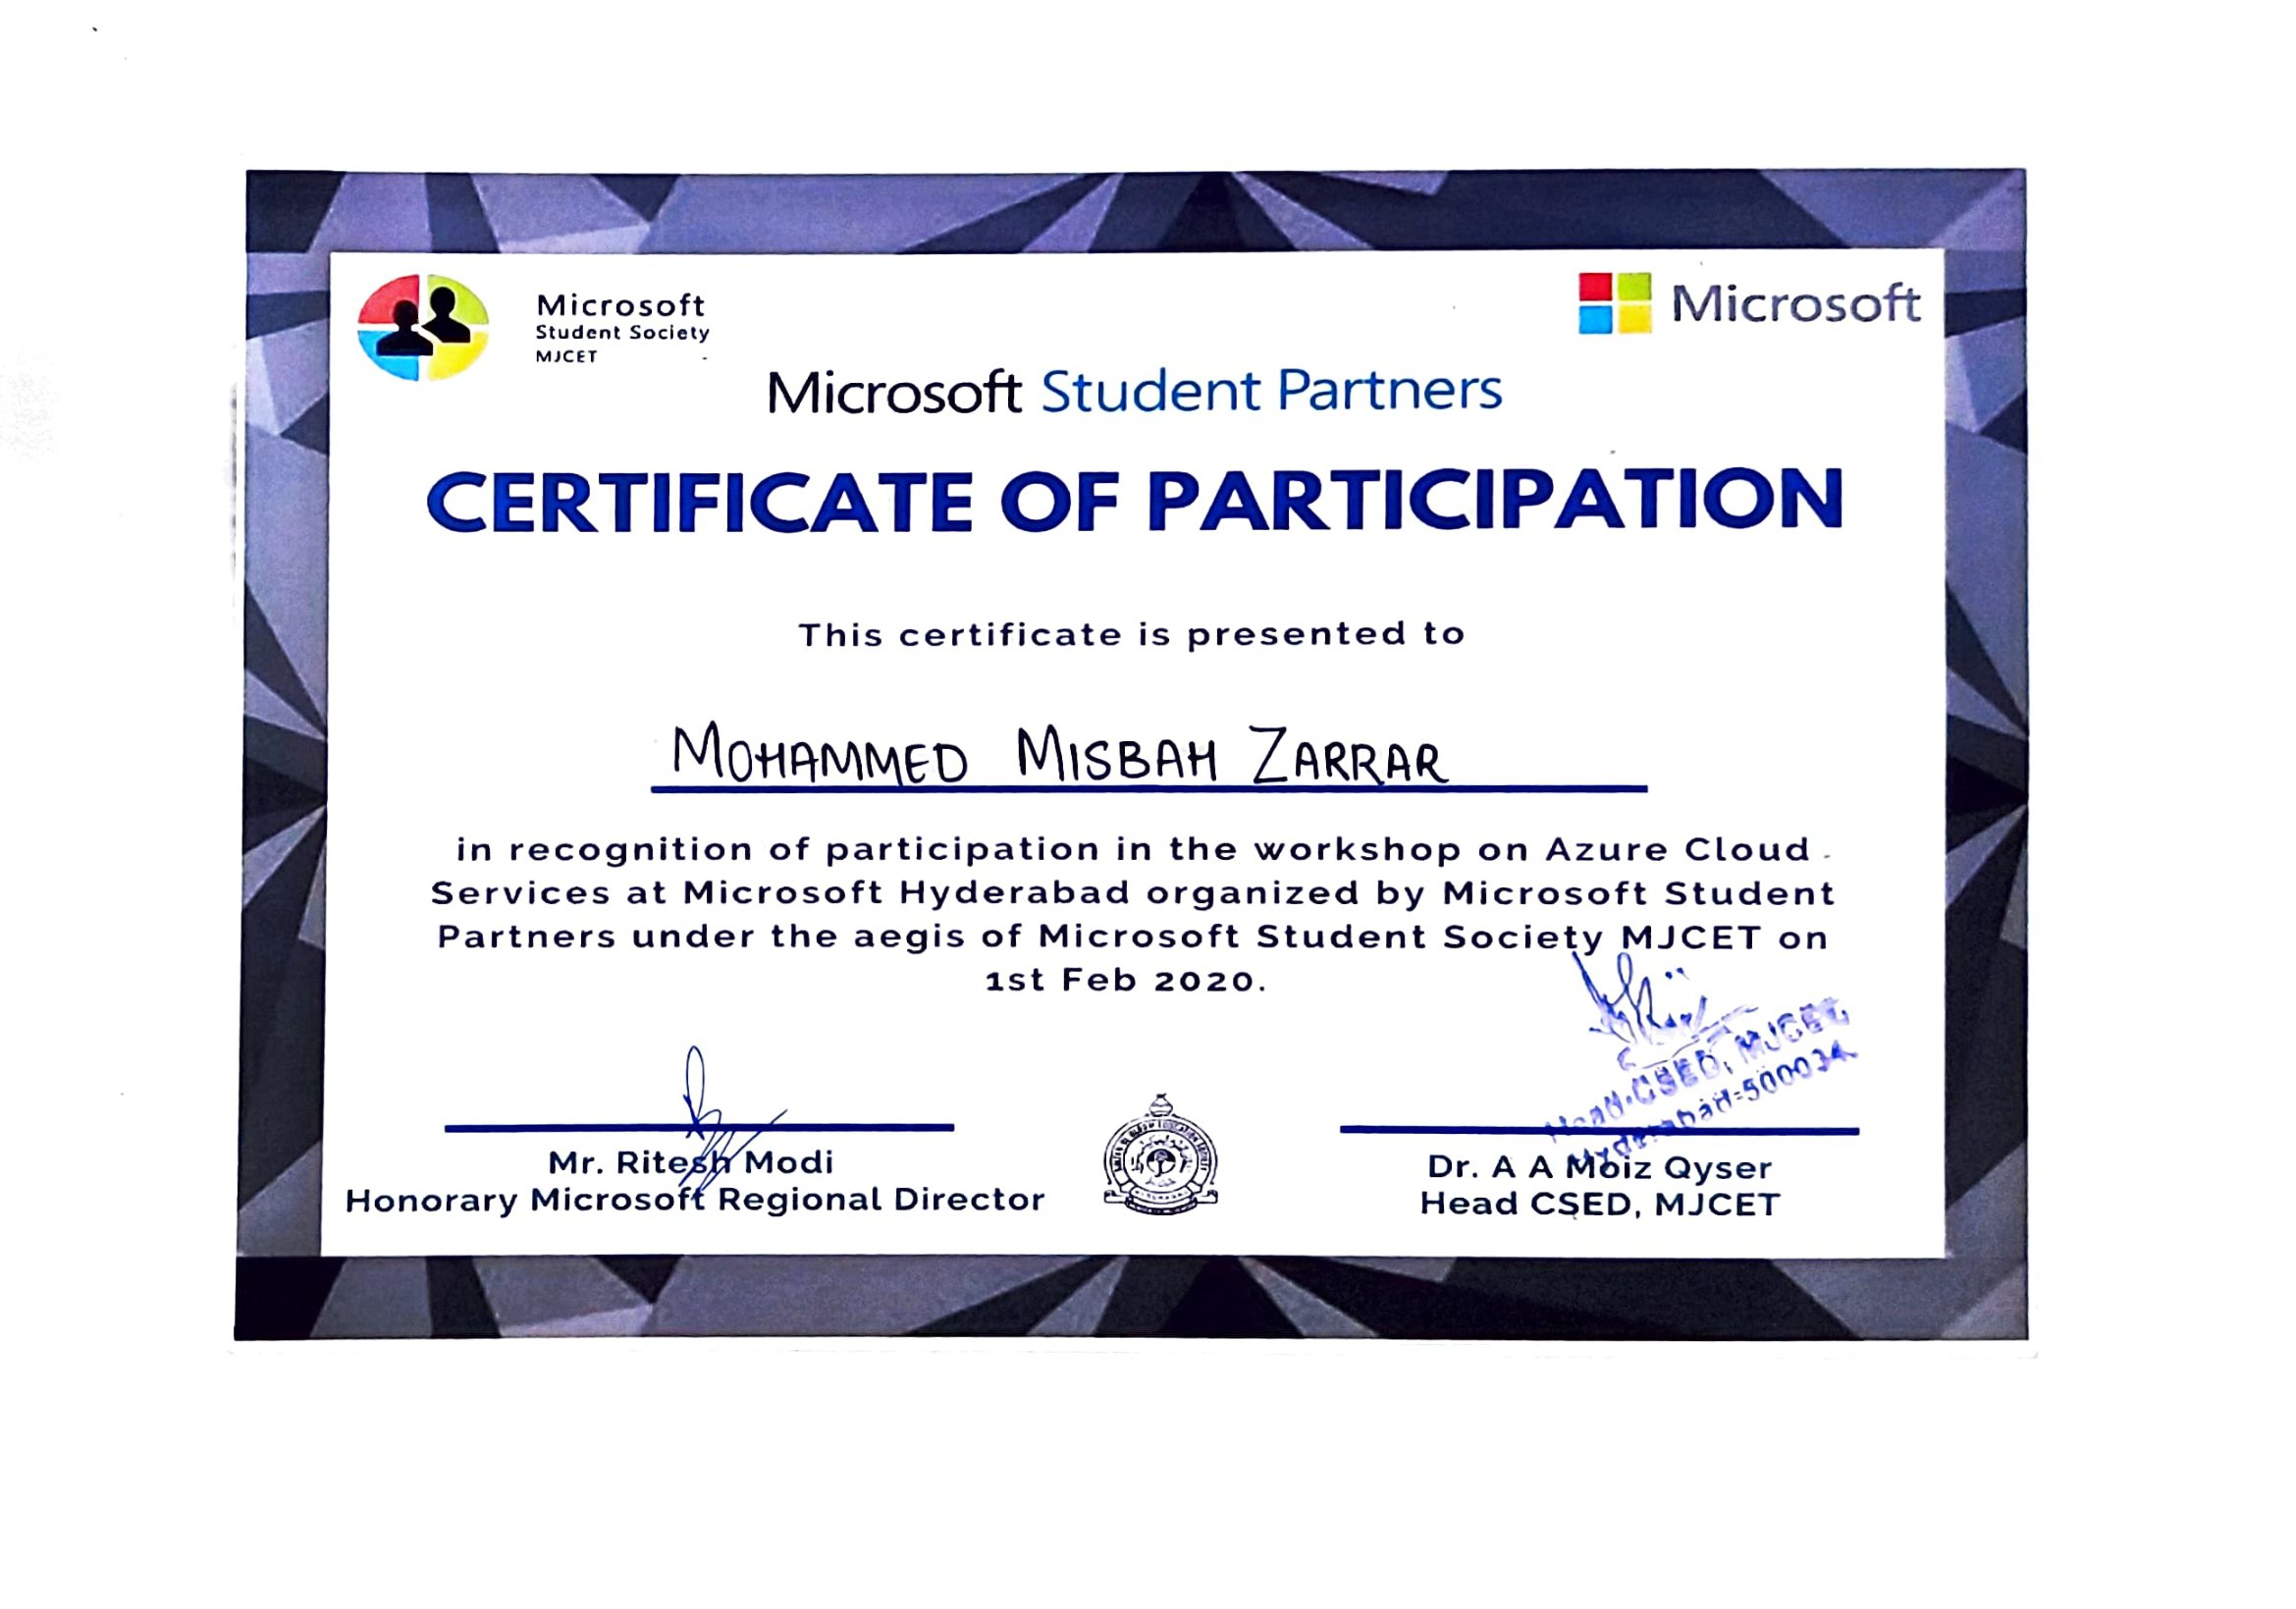 Microsoft
Student Society
MJCET
Microsoft
Microsoft Student Partners
CERTIFICATE OF PARTICIPATION
This certificate is presented to
MOHAMMED MISBAH ZARRAR
in recognition of participation in the workshop on Azure Cloud
Services at Microsoft Hyderabad organized by Microsoft Student
Partners under the aegis of Microsoft Student Society MJCET on
1st Feb 2020.
Head CSED, MJCET
Hyderabad-500034.
Mr. Ritesh Modi
Honorary Microsoft Regional Director
Dr. A A Moiz Qyser
Head CSED, MJCET